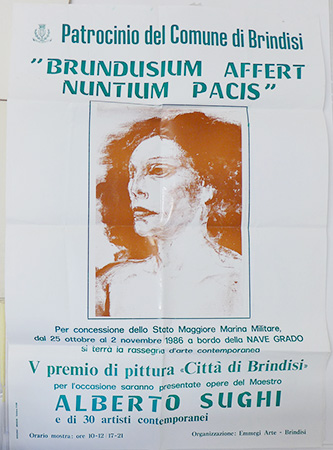 Patrocinio del Comune di Brindisi
"BRUNDUSIUM AFFERT
NUNTIUM PACIS"
Per concessione dello Stato Maggiore Marina Militare,
dal 25 ottobre al 2 novembre 1986 a bordo della NAVE GRADO
si terrà la rassegna d'arte contemporanea
V premio di pittura «Città di Brindisi»
per l'occasione saranno presentate opere del Maestro
ALBERTO SUGHI
e di 30 artisti contemporanei
Orario mostra: ore 10-12 17-21
Organizzazione: Emmegi Arte - Brindisi